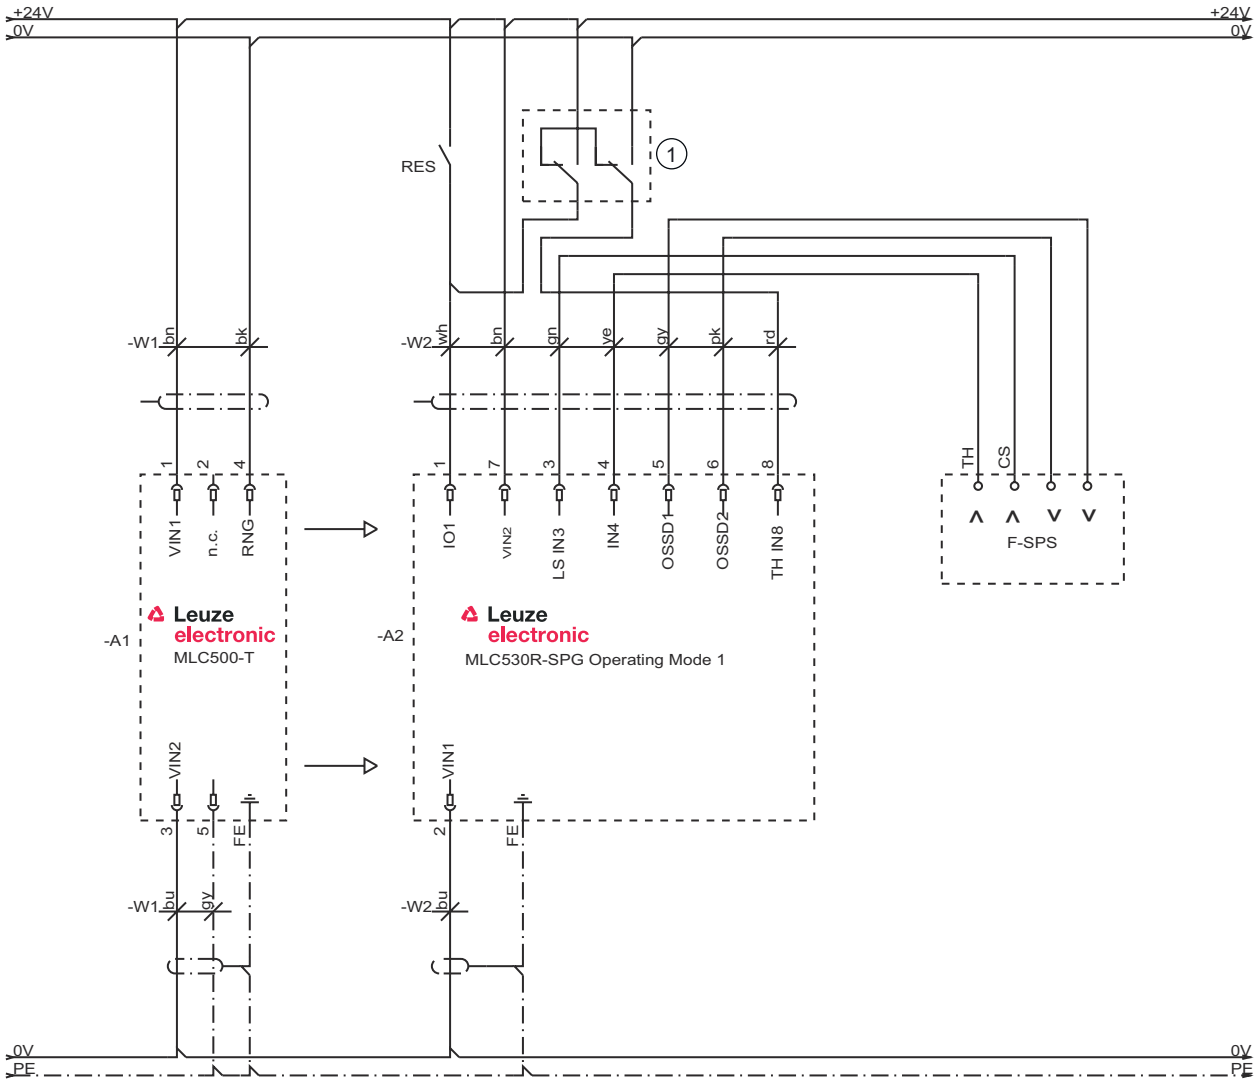 +24V
+24V
0V
0V
RES
1
-W1
bn
bk
-W2
wh
bn
gn
ye
gy
pk
rd
1
2
4
1
7
3
4
5
6
8
TH
CS
VIN1
n.c.
RNG
IO1
VIN2
LS IN3
IN4
OSSD1
OSSD2
TH IN8
F-SPS
Leuze
electronic
MLC500-T
-A1
Leuze
electronic
MLC530R-SPG Operating Mode 1
-A2
VIN2
VIN1
3
5
FE
2
FE
-W1
bu
gy
-W2
bu
0V
0V
PE
PE